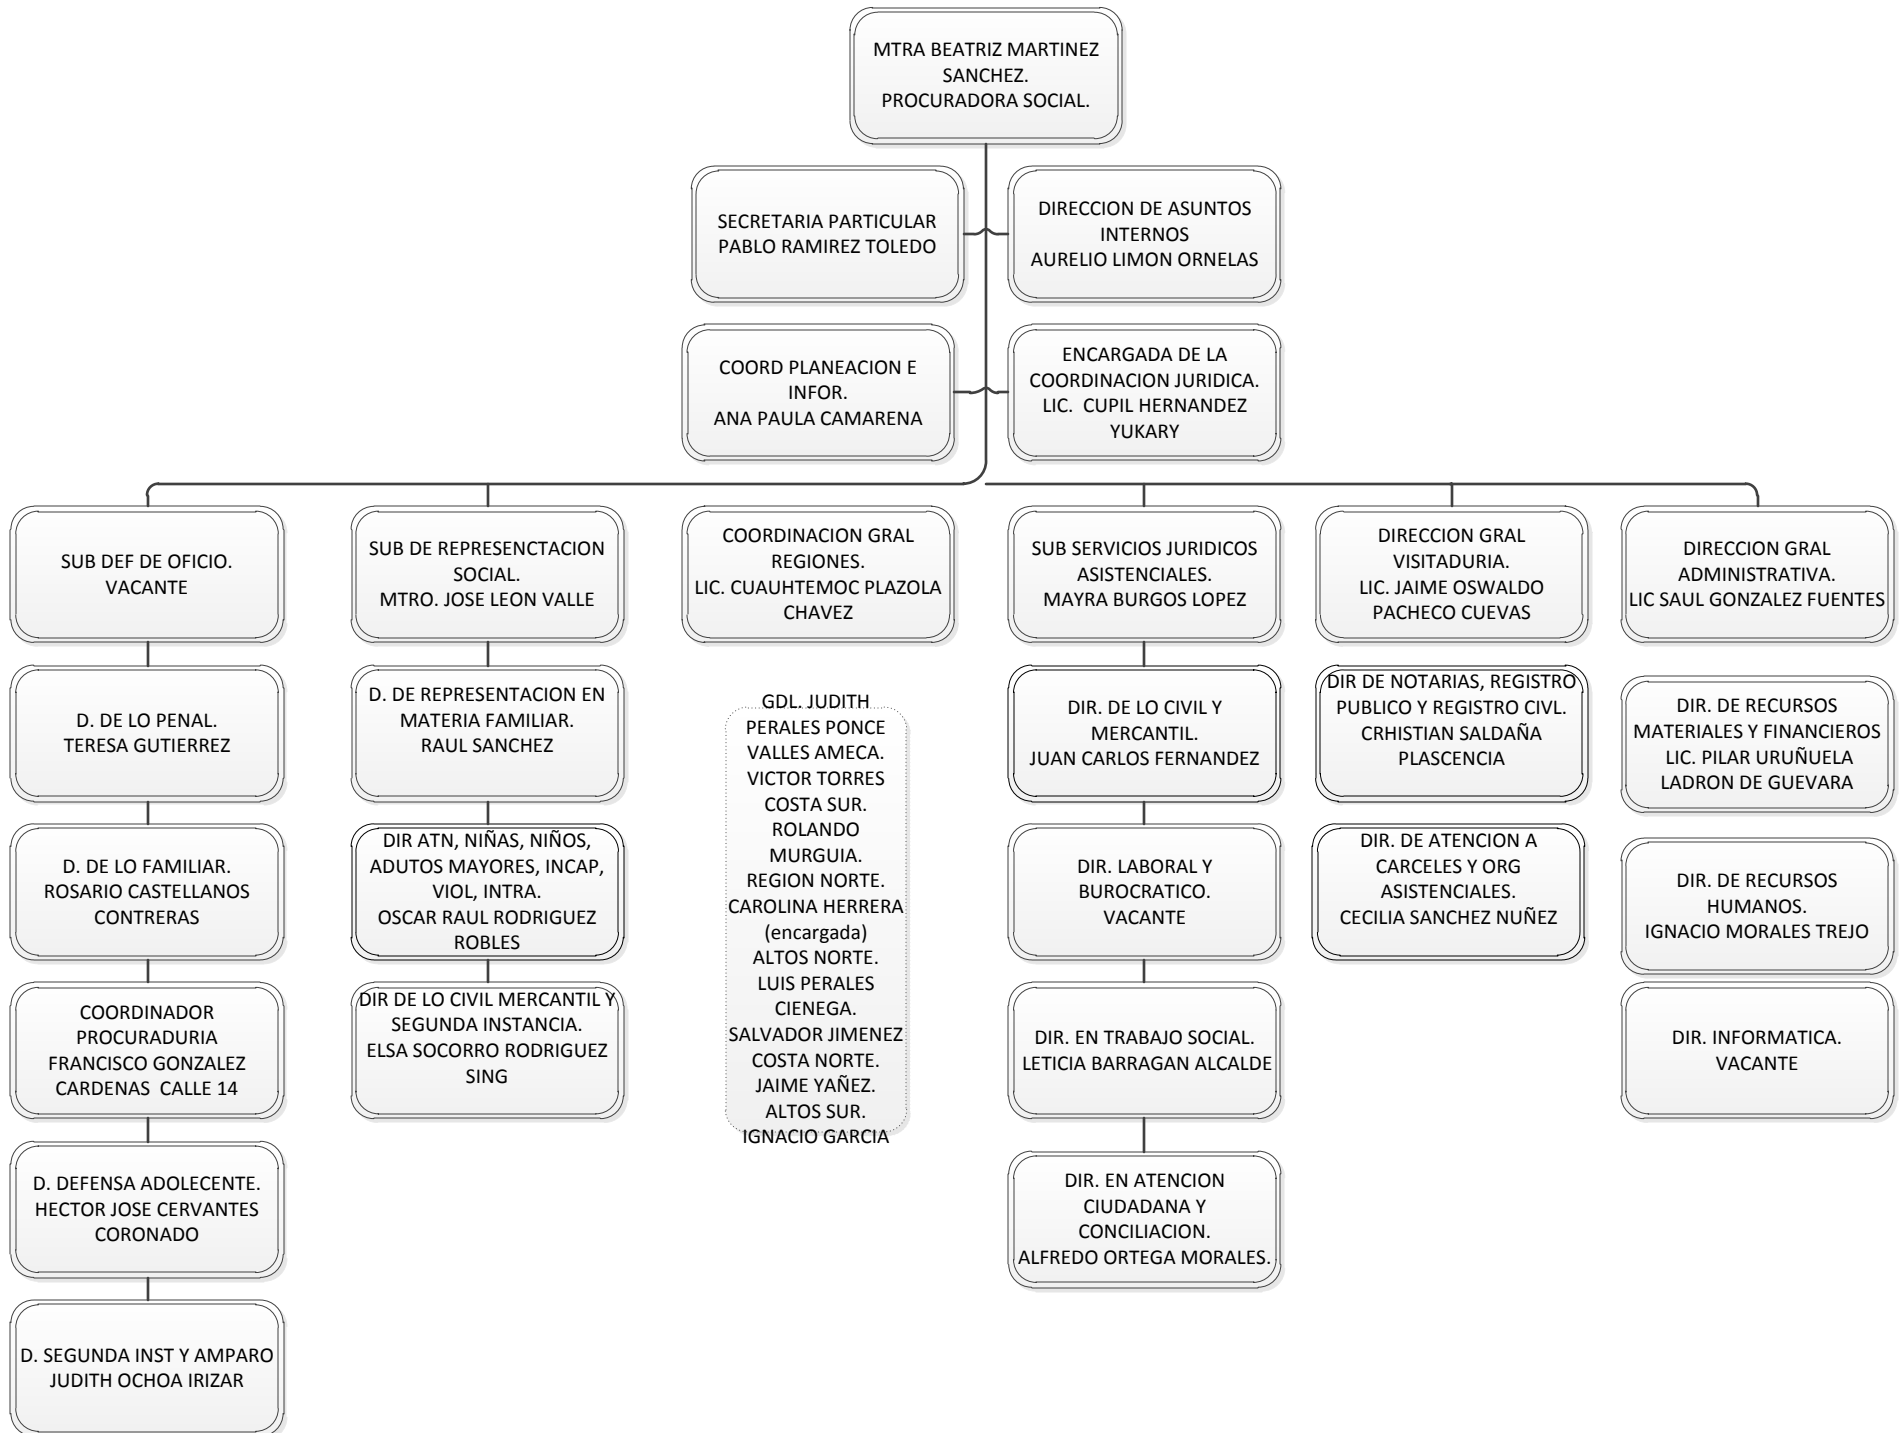 MTRA BEATRIZ MARTINEZ
SANCHEZ.
PROCURADORA SOCIAL.
SECRETARIA PARTICULAR
PABLO RAMIREZ TOLEDO
DIRECCION DE ASUNTOS
INTERNOS
AURELIO LIMON ORNELAS
COORD PLANEACION E
INFOR.
ANA PAULA CAMARENA
ENCARGADA DE LA
COORDINACION JURIDICA.
LIC.  CUPIL HERNANDEZ
YUKARY
SUB DEF DE OFICIO.
VACANTE
SUB DE REPRESENCTACION
SOCIAL.
MTRO. JOSE LEON VALLE
COORDINACION GRAL
REGIONES.
LIC. CUAUHTEMOC PLAZOLA
CHAVEZ
SUB SERVICIOS JURIDICOS
ASISTENCIALES.
MAYRA BURGOS LOPEZ
DIRECCION GRAL
VISITADURIA.
LIC. JAIME OSWALDO
PACHECO CUEVAS
DIRECCION GRAL
ADMINISTRATIVA.
LIC SAUL GONZALEZ FUENTES
D. DE LO PENAL.
TERESA GUTIERREZ
D. DE REPRESENTACION EN
MATERIA FAMILIAR.
RAUL SANCHEZ
GDL. JUDITH
PERALES PONCE
VALLES AMECA.
VICTOR TORRES
COSTA SUR.
ROLANDO
MURGUIA.
REGION NORTE.
CAROLINA HERRERA
(encargada)
ALTOS NORTE.
LUIS PERALES
CIENEGA.
SALVADOR JIMENEZ
COSTA NORTE.
JAIME YAÑEZ.
ALTOS SUR.
IGNACIO GARCIA
DIR. DE LO CIVIL Y
MERCANTIL.
JUAN CARLOS FERNANDEZ
DIR DE NOTARIAS, REGISTRO
PUBLICO Y REGISTRO CIVL.
CRHISTIAN SALDAÑA
PLASCENCIA
DIR. DE RECURSOS
MATERIALES Y FINANCIEROS
LIC. PILAR URUÑUELA
LADRON DE GUEVARA
D. DE LO FAMILIAR.
ROSARIO CASTELLANOS
CONTRERAS
DIR ATN, NIÑAS, NIÑOS,
ADUTOS MAYORES, INCAP,
VIOL, INTRA.
OSCAR RAUL RODRIGUEZ
ROBLES
DIR. LABORAL Y
BUROCRATICO.
VACANTE
DIR. DE ATENCION A
CARCELES Y ORG
ASISTENCIALES.
CECILIA SANCHEZ NUÑEZ
DIR. DE RECURSOS
HUMANOS.
IGNACIO MORALES TREJO
COORDINADOR
PROCURADURIA
FRANCISCO GONZALEZ
CARDENAS  CALLE 14
DIR DE LO CIVIL MERCANTIL Y
SEGUNDA INSTANCIA.
ELSA SOCORRO RODRIGUEZ
SING
DIR. EN TRABAJO SOCIAL.
LETICIA BARRAGAN ALCALDE
DIR. INFORMATICA.
VACANTE
D. DEFENSA ADOLECENTE.
HECTOR JOSE CERVANTES
CORONADO
DIR. EN ATENCION
CIUDADANA Y
CONCILIACION.
ALFREDO ORTEGA MORALES.
D. SEGUNDA INST Y AMPARO
JUDITH OCHOA IRIZAR